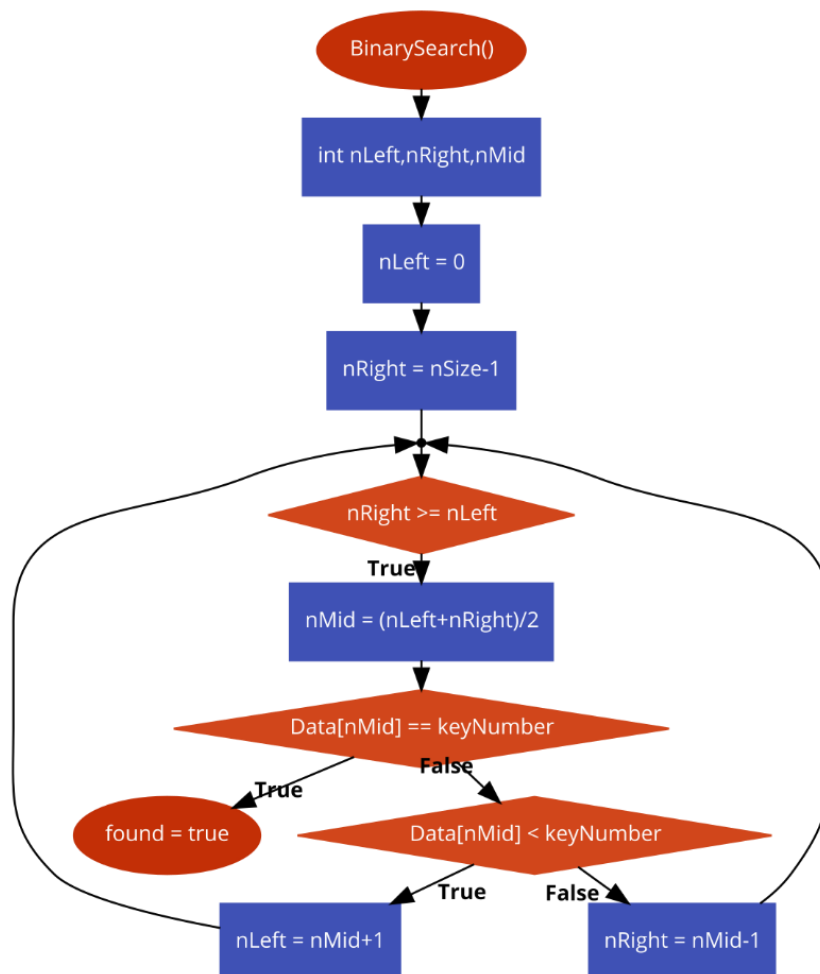 BinarySearch()
int nLeft,nRight,nMid
nLeft = 0
nRight = nSize-1
nRight >= nLeft
True
nMid = (nLeft+nRight)/2
Data[nMid] == keyNumber
False
True
found = true
Data[nMid] < keyNumber
True
False
nLeft = nMid+1
nRight = nMid-1